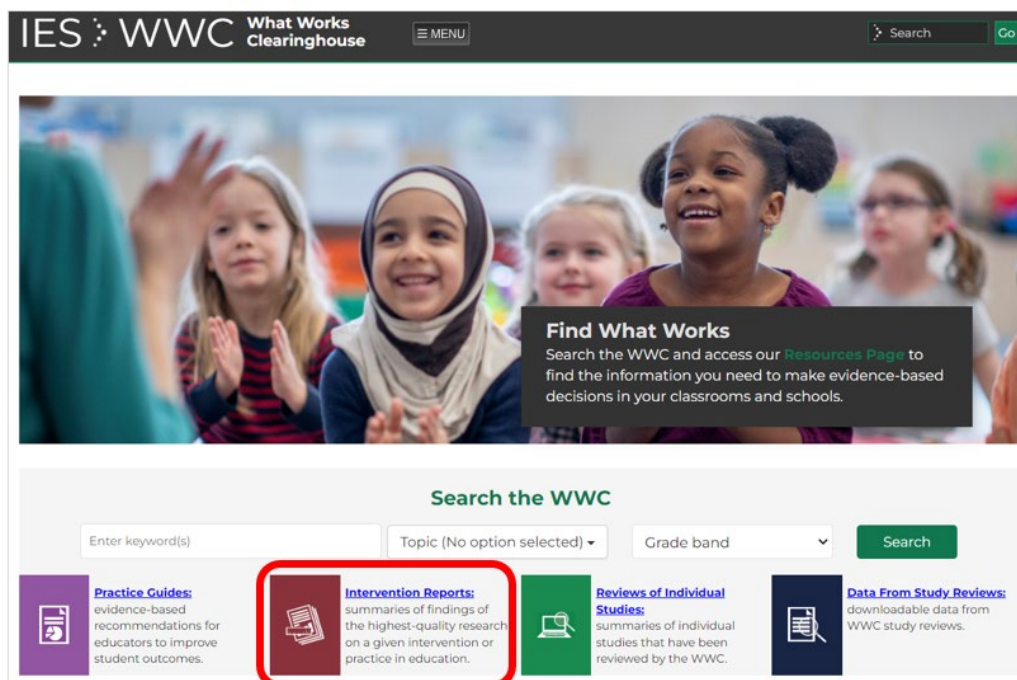 IES WWC What Works
Clearinghouse
☰ MENU
Search
Go
Find What Works
Search the WWC and access our Resources Page to
find the information you need to make evidence-based
decisions in your classrooms and schools.
Search the WWC
Enter keyword(s)
Topic (No option selected)
Grade band
Search
Practice Guides:
evidence-based
recommendations for
educators to improve
student outcomes.
Intervention Reports:
summaries of findings of
the highest-quality research
on a given intervention or
practice in education.
Reviews of Individual
Studies:
summaries of individual
studies that have been
reviewed by the WWC.
Data From Study Reviews:
downloadable data from
WWC study reviews.